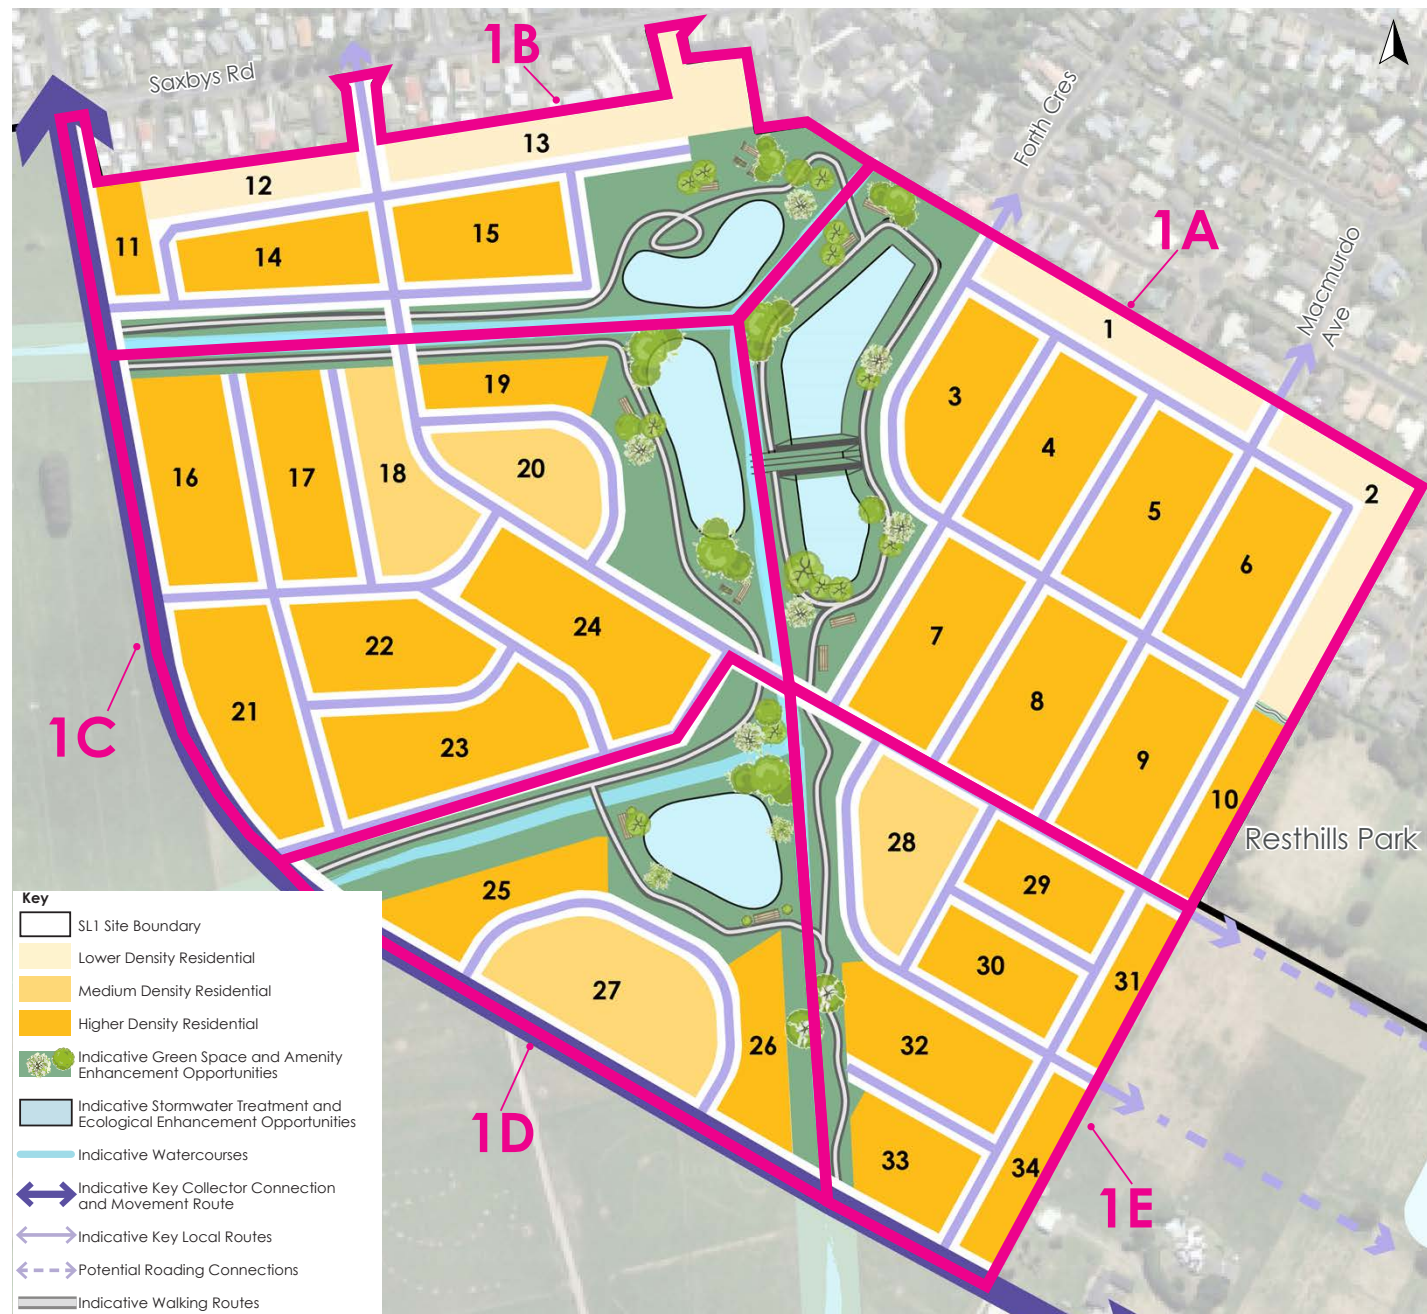 1B
Saxbys Rd
Forth Cres
1A
Macmurdo
Ave
13
12
11
15
14
1
2
3
4
5
6
19
20
16
17
18
7
8
9
10
24
22
21
23
1C
Resthills Park
28
29
30
31
25
27
26
32
33
34
1D
1E
Key
SL1 Site Boundary
Lower Density Residential
Medium Density Residential
Higher Density Residential
Indicative Green Space and Amenity
Enhancement Opportunities
Indicative Stormwater Treatment and
Ecological Enhancement Opportunities
Indicative Watercourses
Indicative Key Collector Connection
and Movement Route
Indicative Key Local Routes
Potential Roading Connections
Indicative Walking Routes